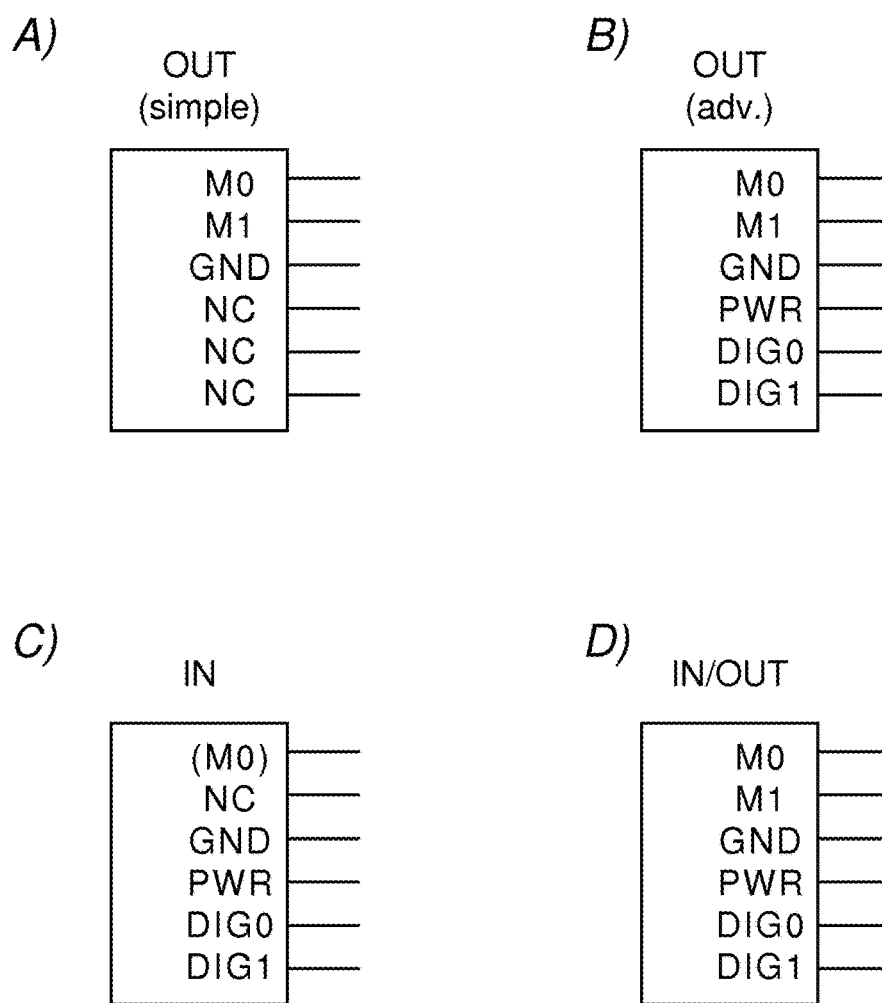 A)
OUT
(simple)
M0
M1
GND
NC
NC
NC
B)
OUT
(adv.)
M0
M1
GND
PWR
DIG0
DIG1
C)
IN
(M0)
NC
GND
PWR
DIG0
DIG1
D)
IN/OUT
M0
M1
GND
PWR
DIG0
DIG1